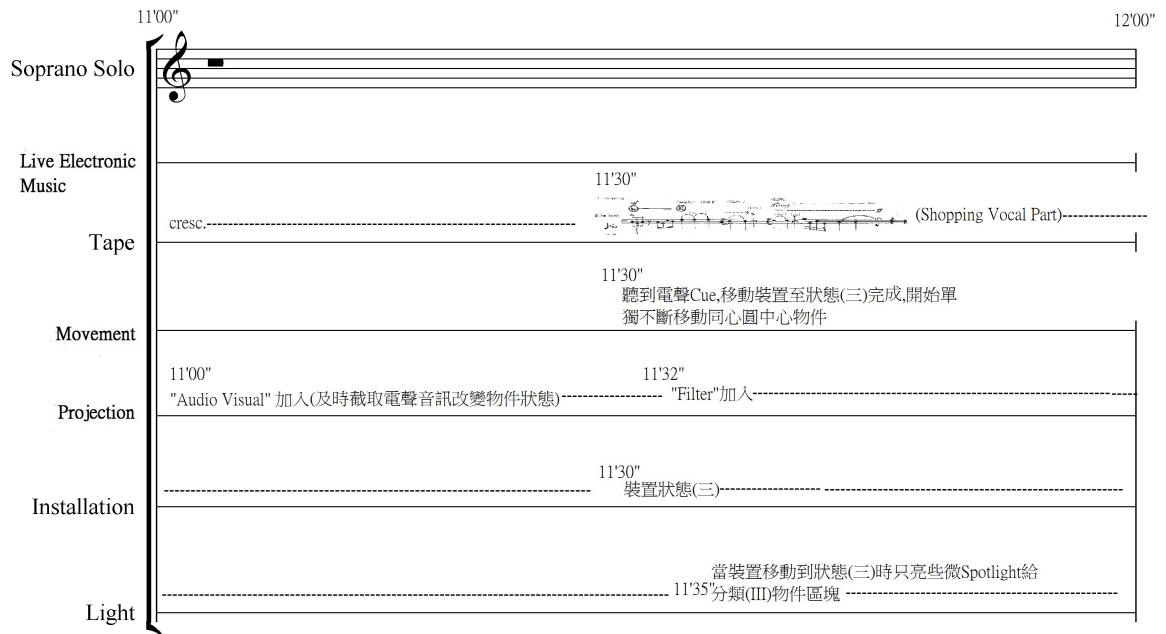 11'00"
12'00"
Soprano Solo
Live Electronic
Music
11'30"
cresc.
(Shopping Vocal Part)
Tape
11'30"
聽到電聲Cue,移動裝置至狀態(三)完成,開始單
獨不斷移動同心圓中心物件
Movement
11'00"
11'32"
"Audio Visual" 加入(及時截取電聲音訊改變物件狀態)
"Filter"加入
Projection
11'30"
裝置狀態(三)
Installation
當裝置移動到狀態(三)時只亮些微Spotlight給
11'35"
分類(III)物件區塊
Light